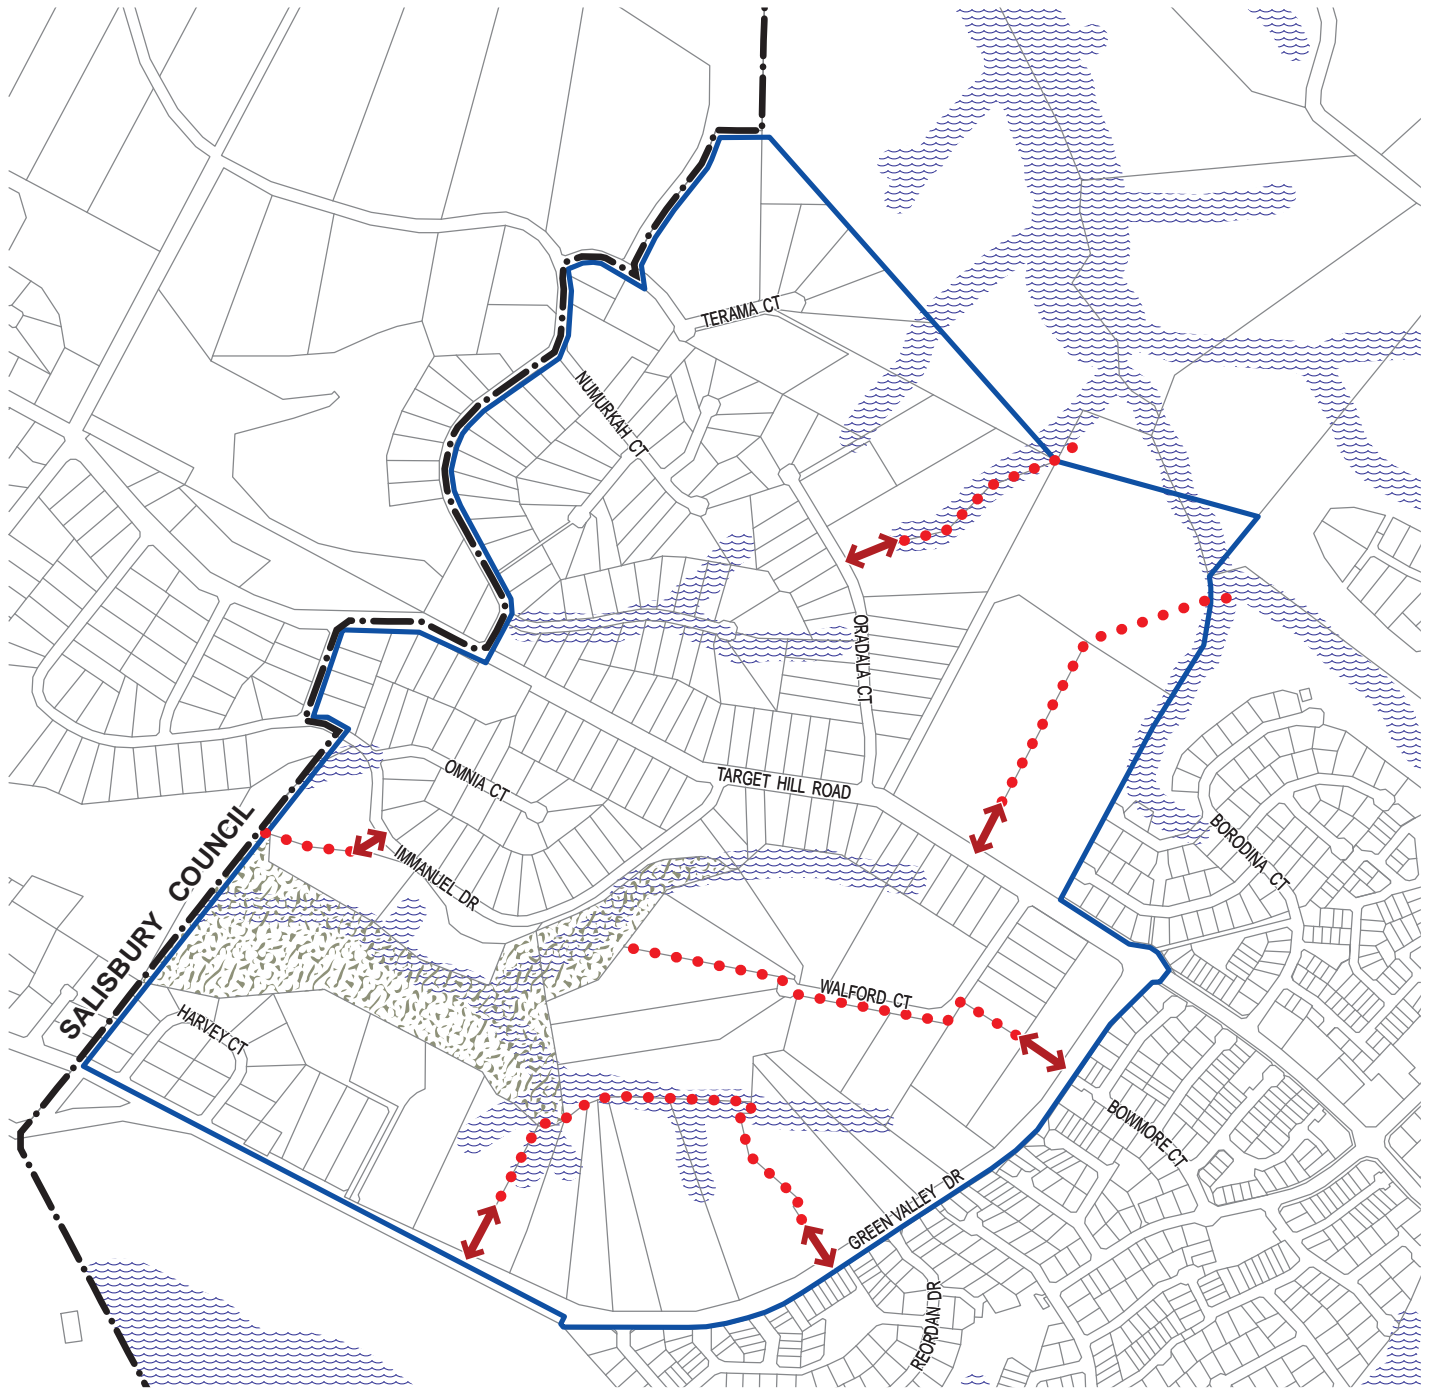 TERAMA CT
NUMURKAH CT
ORADALA CT
OMNIA CT
TARGET HILL ROAD
IMMANUEL DR
BORODINA CT
SALISBURY COUNCIL
WALFORD CT
HARVEY CT
BOWMORE CT
GREEN VALLEY DR
REORDAN DR